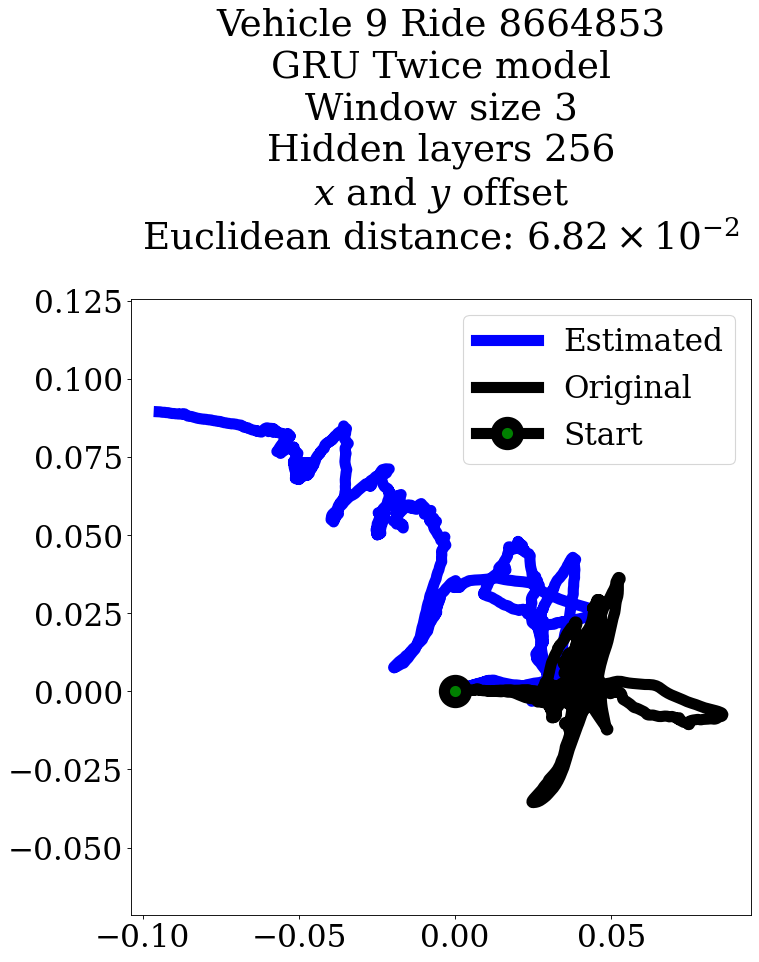 Vehicle 9 Ride 8664853
GRU Twice model
Window size 3
Hidden layers 256
x and y offset
Euclidean distance: 6.82 × 10⁻²
0.125
0.100
0.075
0.050
0.025
0.000
−0.025
−0.050
Estimated
Original
Start
−0.10
−0.05
0.00
0.05